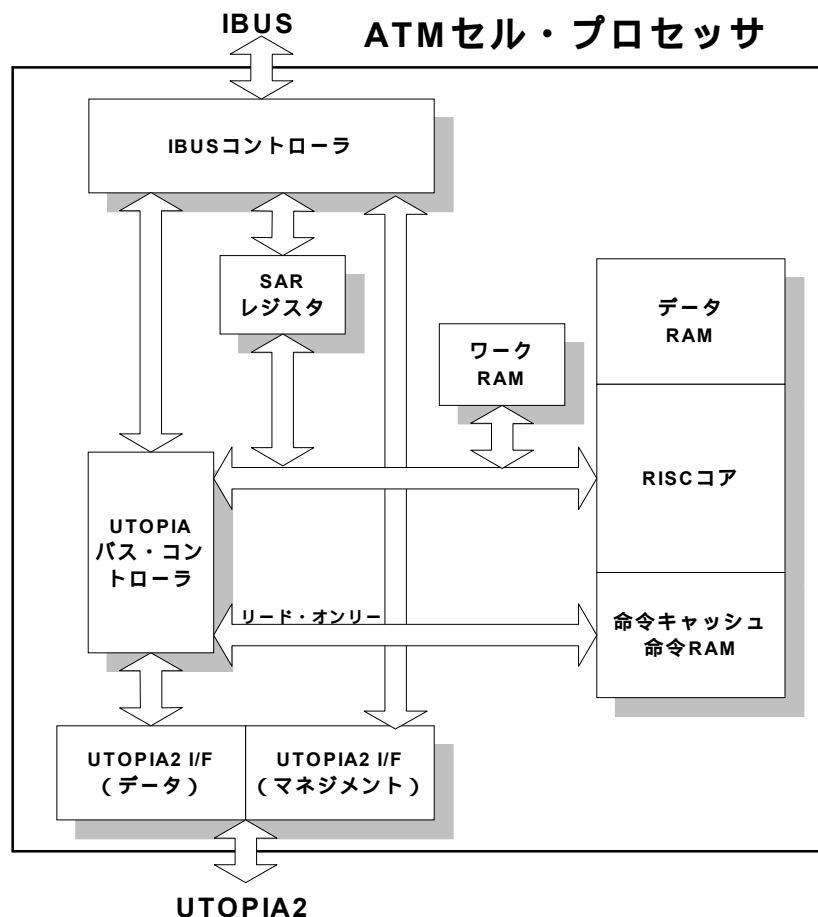 IBUS
ATMセル・プロセッサ
IBUSコントローラ
SAR
レジスタ
ワーク
RAM
データ
RAM
RISCコア
UTOPIA
バス・コン
トローラ
リード・オンリー
命令キャッシュ
命令RAM
UTOPIA2 I/F
（データ）
UTOPIA2 I/F
（マネジメント）
UTOPIA2